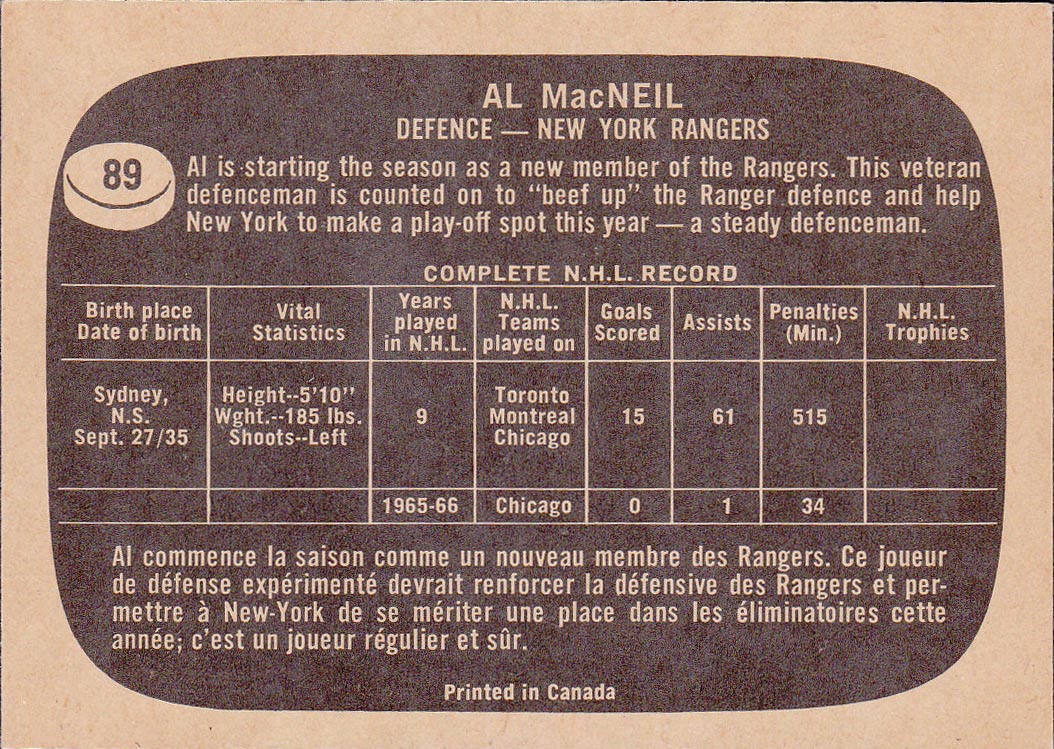 AL MacNEIL
DEFENCE — NEW YORK RANGERS
89
Al is starting the season as a new member of the Rangers. This veteran
defenceman is counted on to "beef up" the Ranger defence and help
New York to make a play-off spot this year — a steady defenceman.
COMPLETE N.H.L. RECORD
Birth place
Date of birth
Vital
Statistics
Years
played
in N.H.L.
N.H.L.
Teams
played on
Goals
Scored
Assists
Penalties
(Min.)
N.H.L.
Trophies
Sydney,
N.S.
Sept. 27/35
Height--5'10"
Wght.--185 lbs.
Shoots--Left
9
Toronto
Montreal
Chicago
15
61
515
1965-66
Chicago
0
1
34
Al commence la saison comme un nouveau membre des Rangers. Ce joueur
de défense expérimenté devrait renforcer la défensive des Rangers et per-
mettre à New-York de se mériter une place dans les éliminatoires cette
année; c'est un joueur régulier et sûr.
Printed in Canada